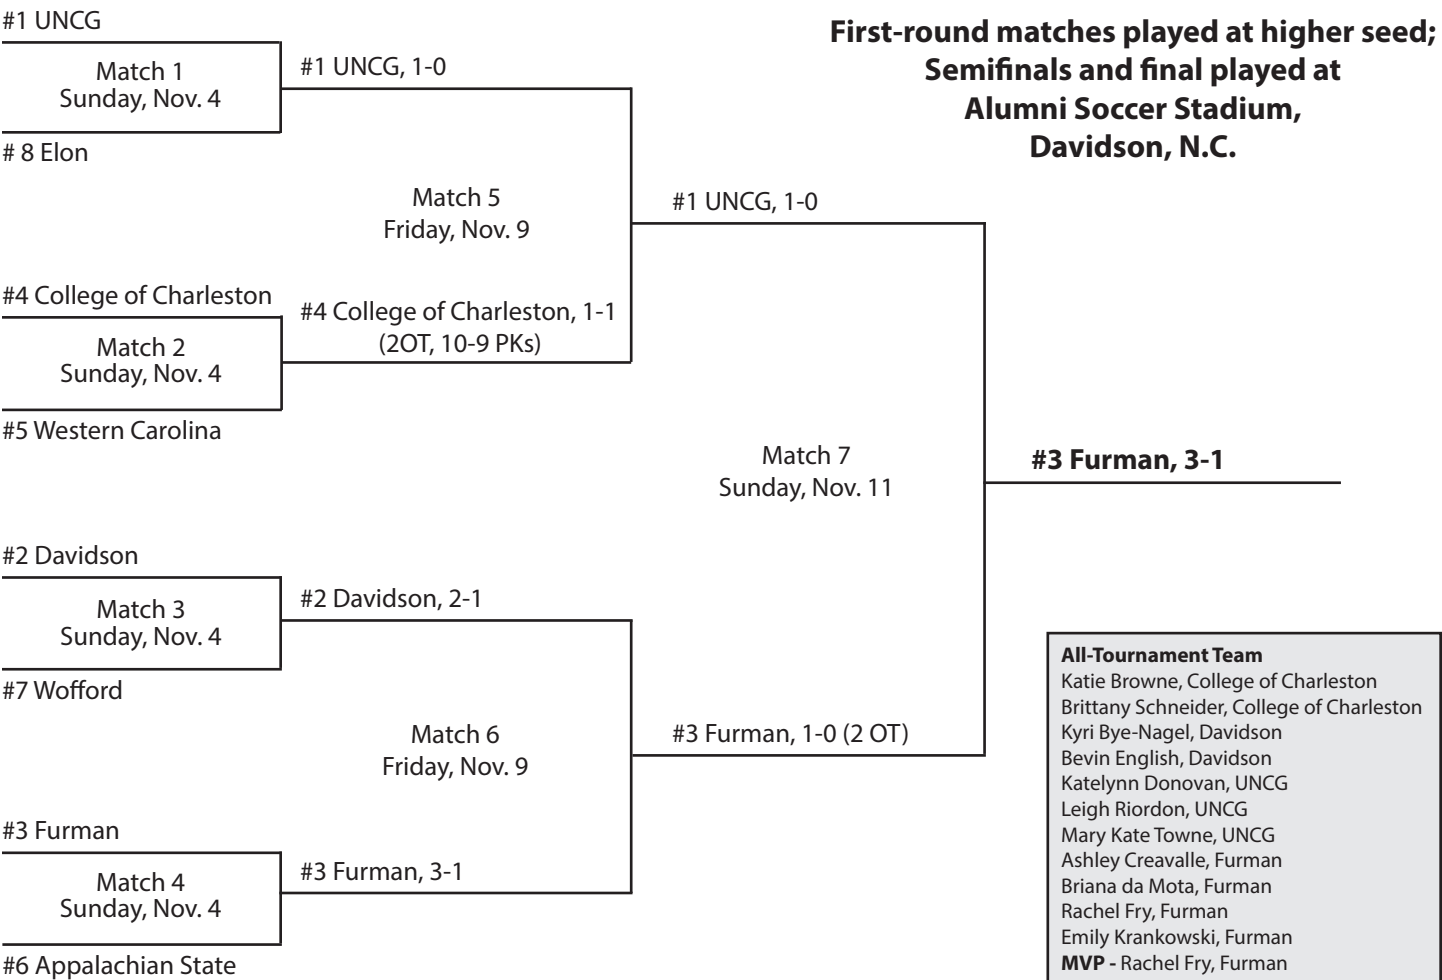 #1 UNCG
Match 1
Sunday, Nov. 4
# 8 Elon
#1 UNCG, 1-0
First-round matches played at higher seed;
Semifinals and final played at
Alumni Soccer Stadium,
Davidson, N.C.
Match 5
Friday, Nov. 9
#1 UNCG, 1-0
#4 College of Charleston
Match 2
Sunday, Nov. 4
#5 Western Carolina
#4 College of Charleston, 1-1
(2OT, 10-9 PKs)
Match 7
Sunday, Nov. 11
#3 Furman, 3-1
#2 Davidson
Match 3
Sunday, Nov. 4
#7 Wofford
#2 Davidson, 2-1
Match 6
Friday, Nov. 9
#3 Furman, 1-0 (2 OT)
#3 Furman
Match 4
Sunday, Nov. 4
#6 Appalachian State
#3 Furman, 3-1
All-Tournament Team
Katie Browne, College of Charleston
Brittany Schneider, College of Charleston
Kyri Bye-Nagel, Davidson
Bevin English, Davidson
Katelynn Donovan, UNCG
Leigh Riordon, UNCG
Mary Kate Towne, UNCG
Ashley Creavalle, Furman
Briana da Mota, Furman
Rachel Fry, Furman
Emily Krankowski, Furman
MVP - Rachel Fry, Furman